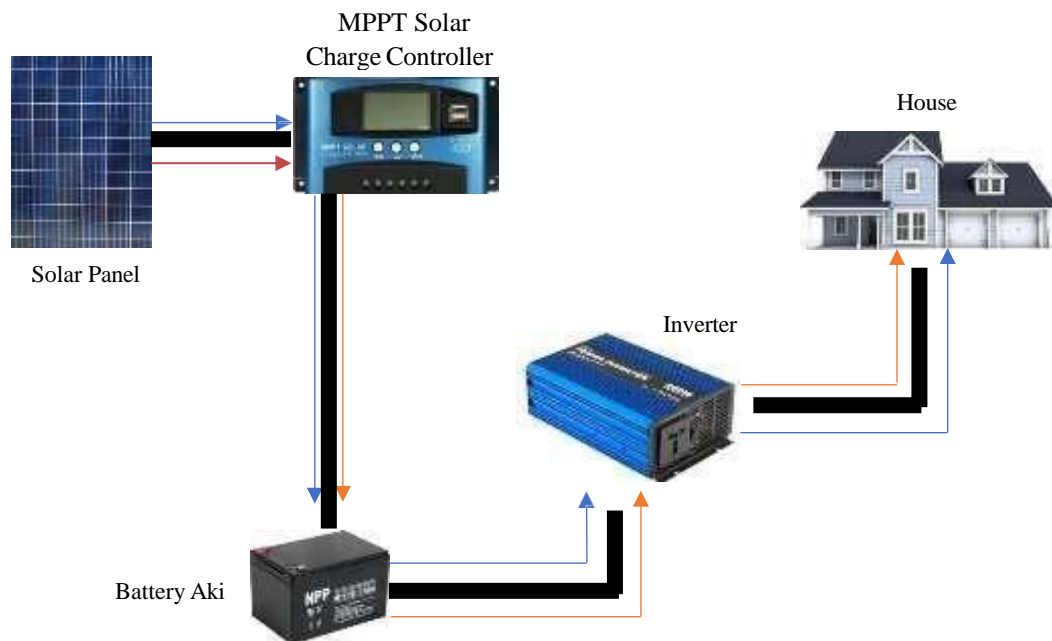 MPPT Solar
Charge Controller
House
Solar Panel
Inverter
Battery Aki
NPP